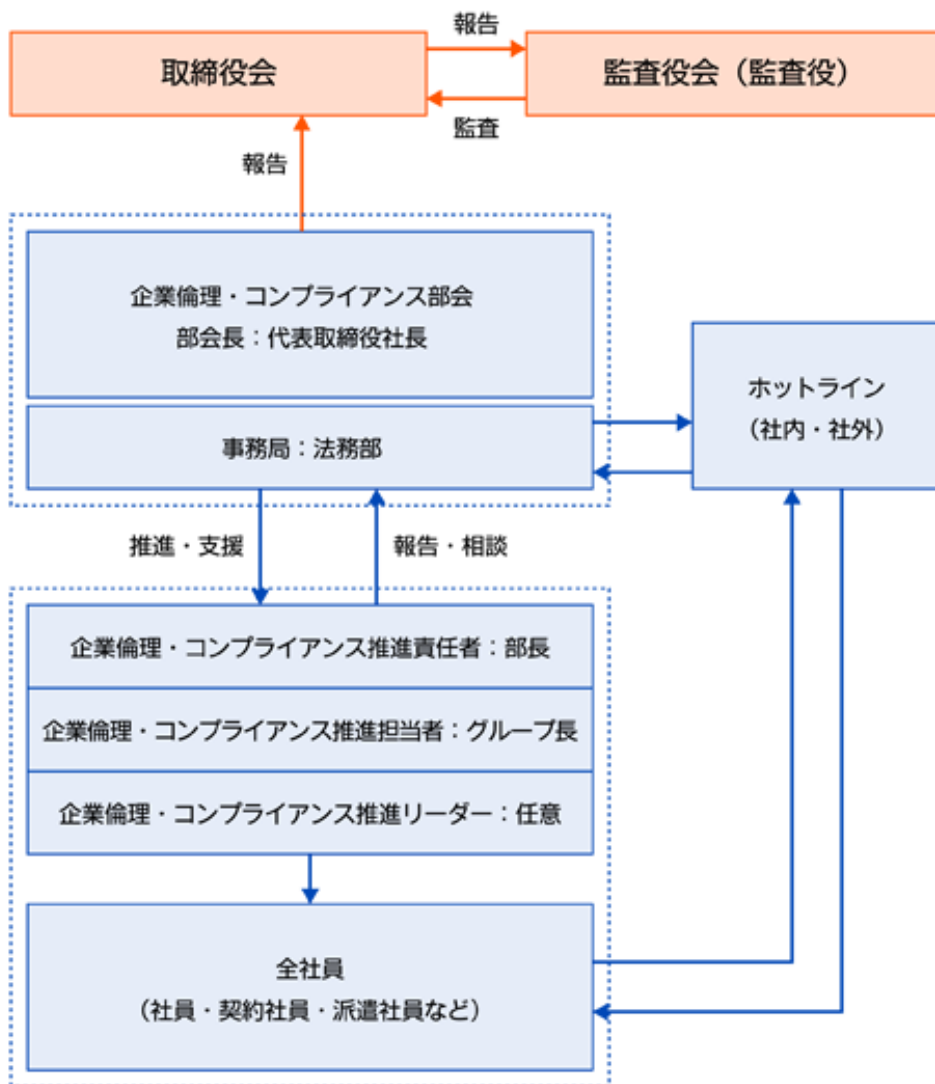 報告
取締役会
監査役会（監査役）
監査
報告
企業倫理・コンプライアンス部会
部会長：代表取締役社長
ホットライン
（社内・社外）
事務局：法務部
推進・支援
報告・相談
企業倫理・コンプライアンス推進責任者：部長
企業倫理・コンプライアンス推進担当者：グループ長
企業倫理・コンプライアンス推進リーダー：任意
全社員
（社員・契約社員・派遣社員など）